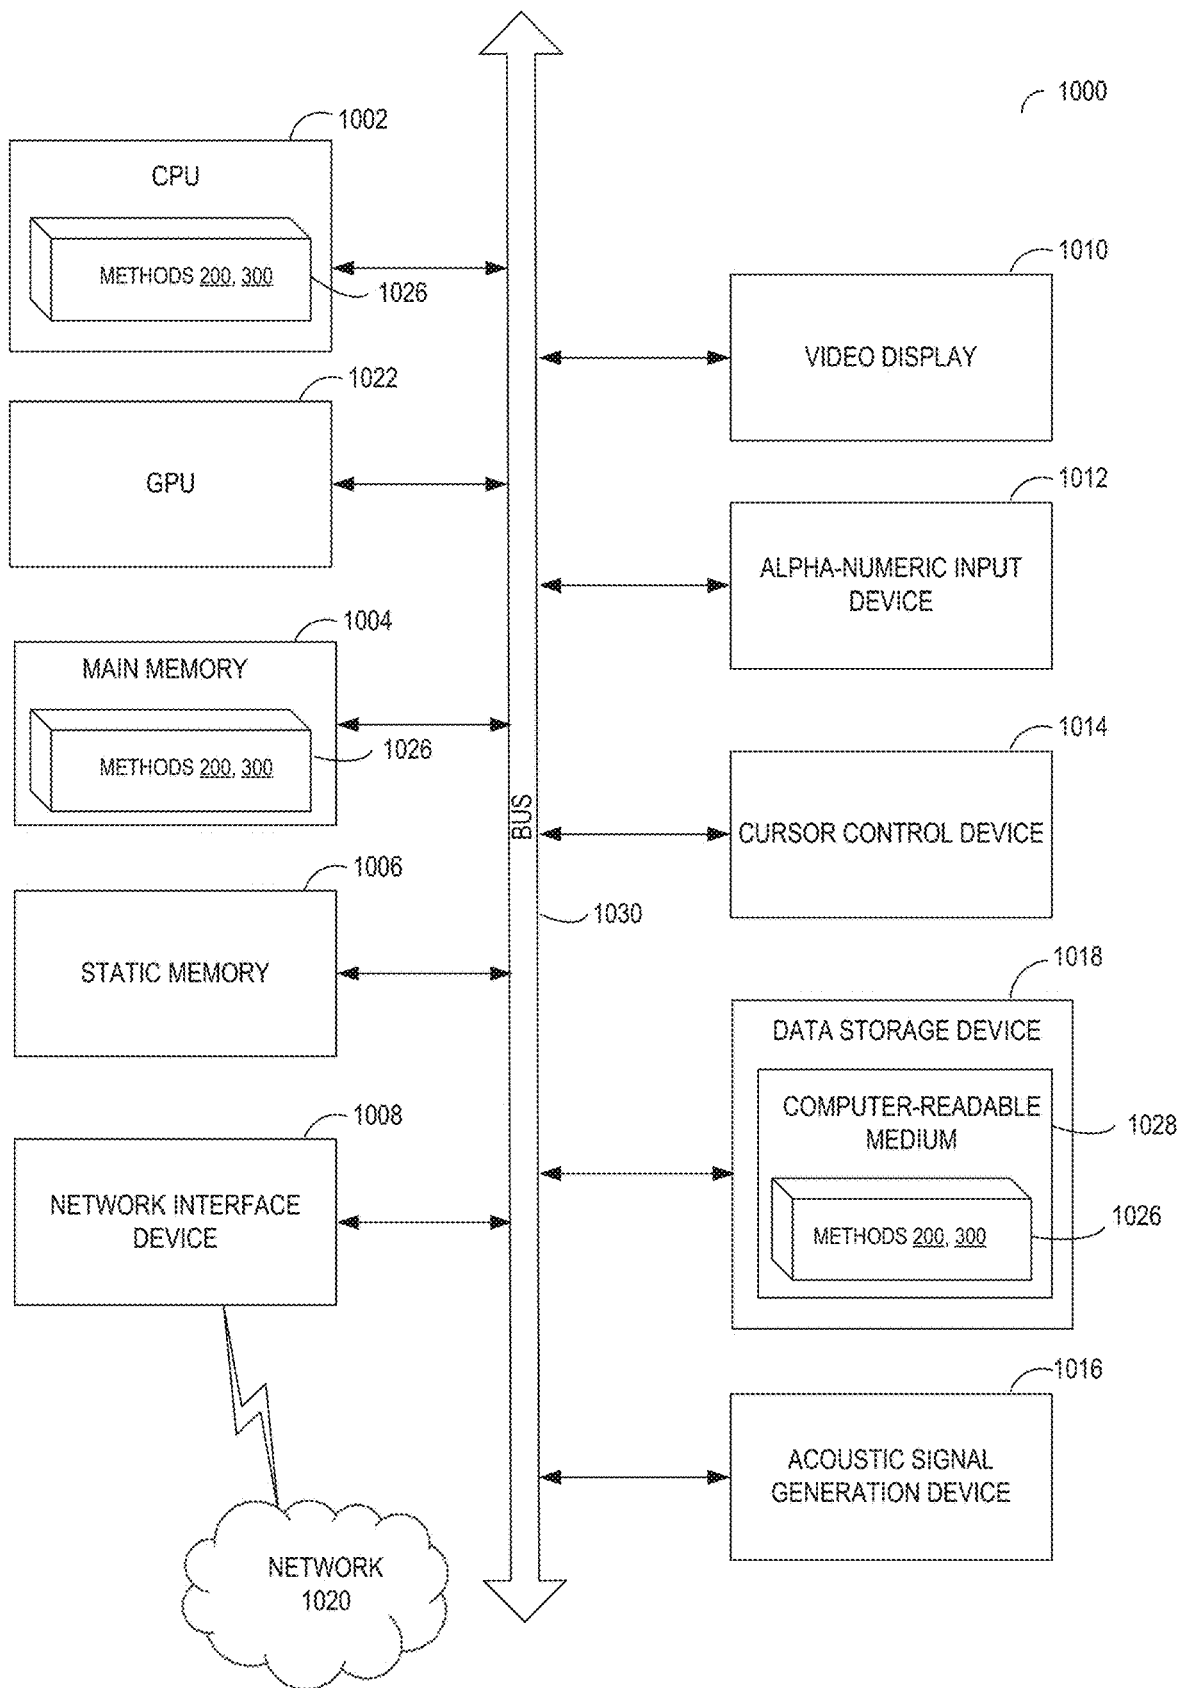 1000
1002
CPU
METHODS 200, 300
1026
1022
GPU
1004
MAIN MEMORY
METHODS 200, 300
1026
1006
STATIC MEMORY
1008
NETWORK INTERFACE
DEVICE
NETWORK
1020
BUS
1030
1010
VIDEO DISPLAY
1012
ALPHA-NUMERIC INPUT
DEVICE
1014
CURSOR CONTROL DEVICE
1018
DATA STORAGE DEVICE
COMPUTER-READABLE
MEDIUM
1028
METHODS 200, 300
1026
1016
ACOUSTIC SIGNAL
GENERATION DEVICE